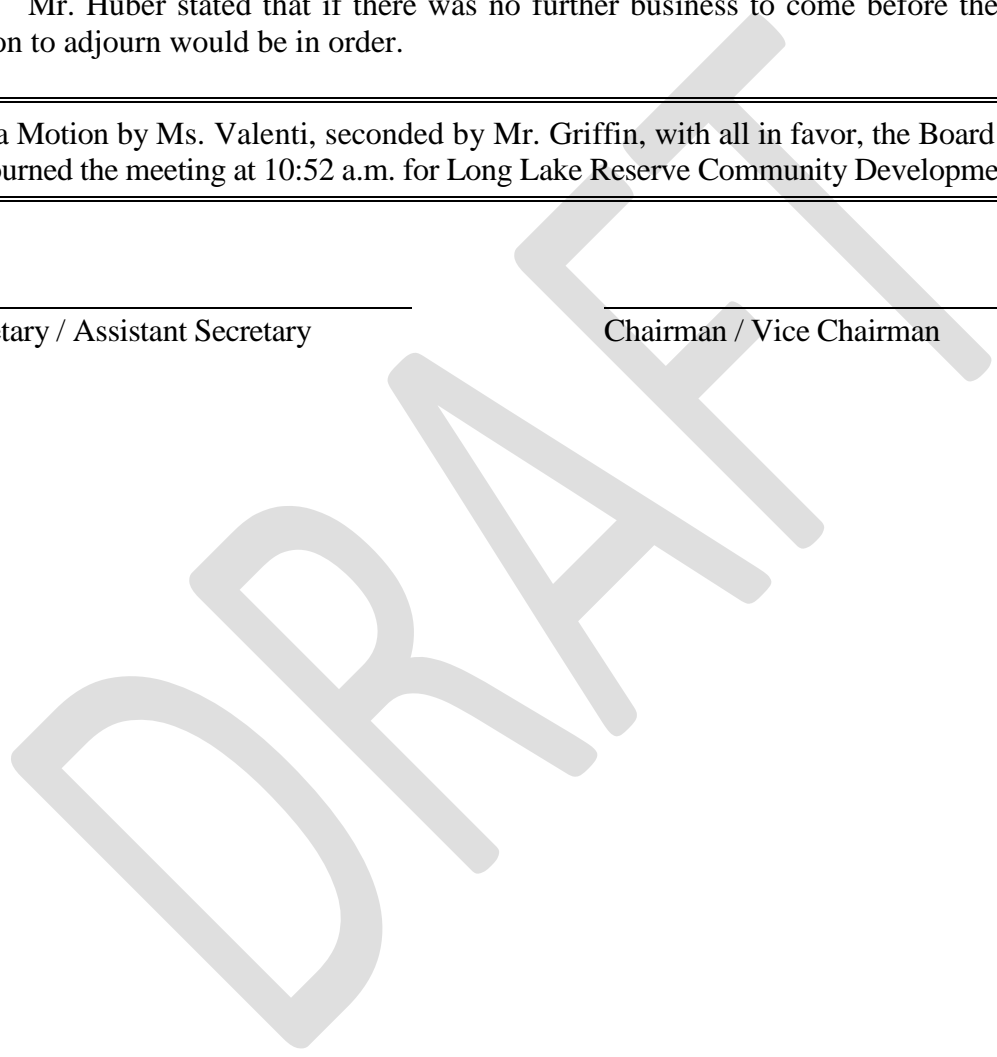 Mr. Huber stated that if there was no further business to come before the
on to adjourn would be in order.
a Motion by Ms. Valenti, seconded by Mr. Griffin, with all in favor, the Board
urned the meeting at 10:52 a.m. for Long Lake Reserve Community Developme
tary / Assistant Secretary
Chairman / Vice Chairman
DRAFT